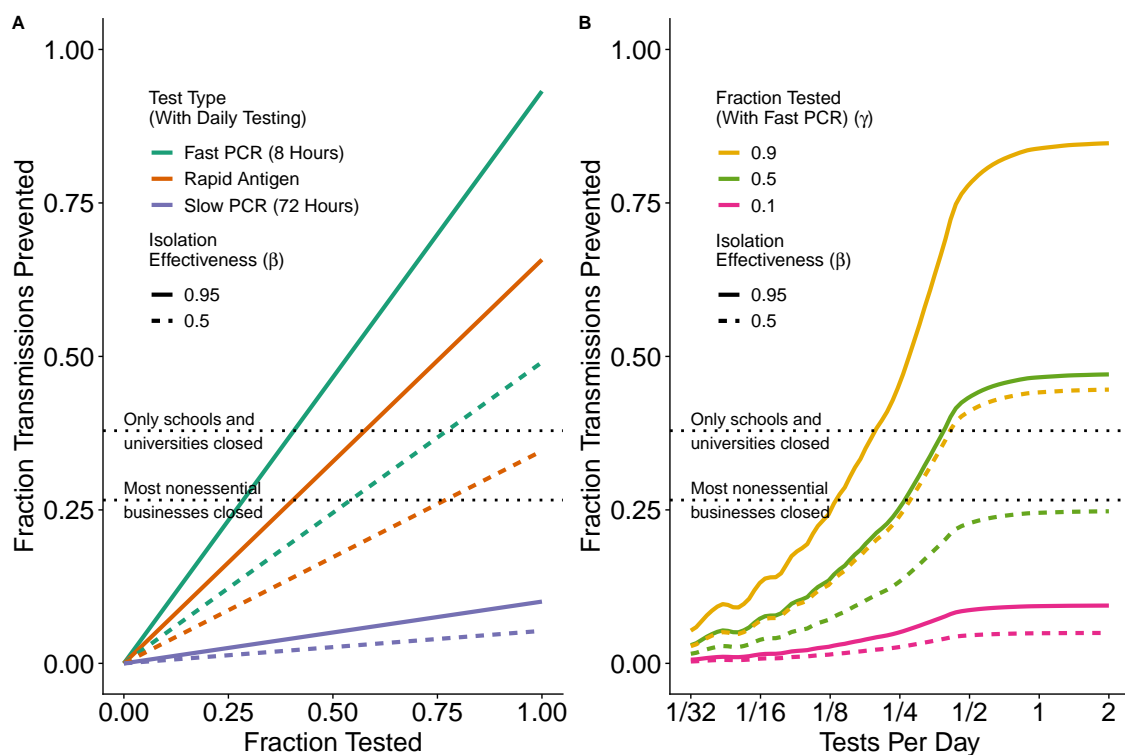 A
Fraction Transmissions Prevented
1.00
0.75
0.50
0.25
0.00
Test Type
(With Daily Testing)
Fast PCR (8 Hours)
Rapid Antigen
Slow PCR (72 Hours)
Isolation
Effectiveness (β)
0.95
0.5
Only schools and
universities closed
Most nonessential
businesses closed
0.00 0.25 0.50 0.75 1.00
Fraction Tested
B
Fraction Transmissions Prevented
1.00
0.75
0.50
0.25
0.00
Fraction Tested
(With Fast PCR) (γ)
0.9
0.5
0.1
Isolation
Effectiveness (β)
0.95
0.5
Only schools and
universities closed
Most nonessential
businesses closed
1/32 1/16 1/8 1/4 1/2 1 2
Tests Per Day